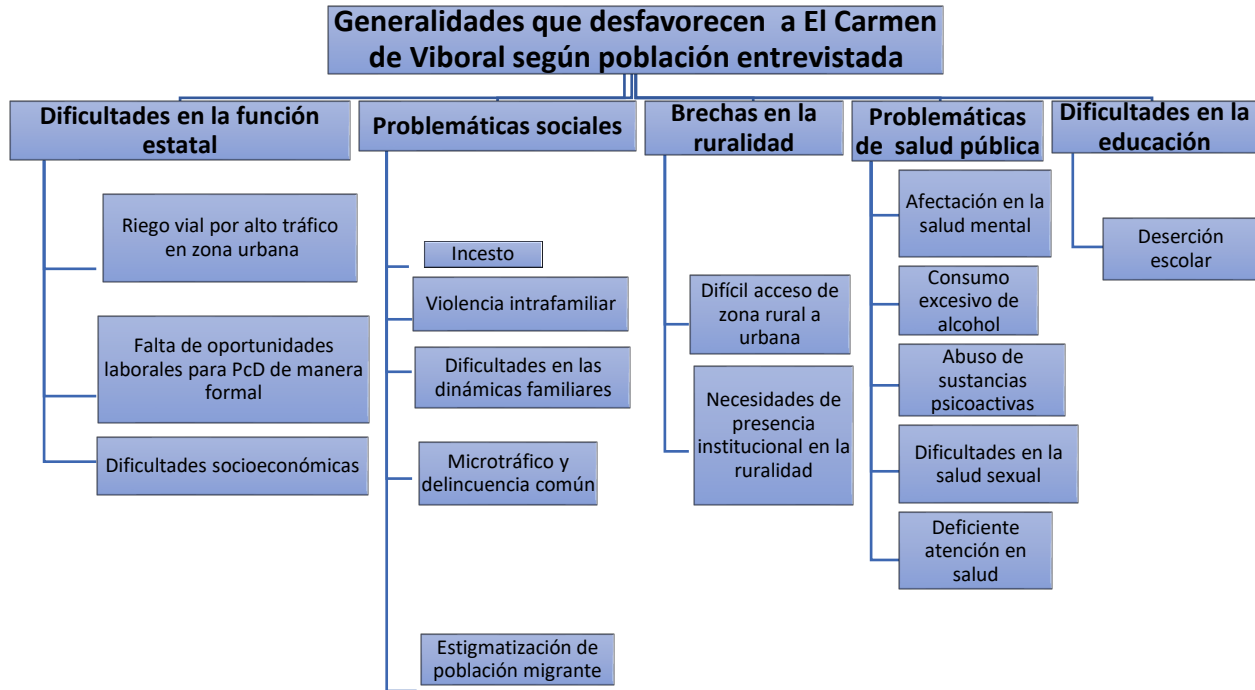 Generalidades que desfavorecen a El Carmen
de Viboral según población entrevistada
Dificultades en la función
estatal
Riego vial por alto tráfico
en zona urbana
Falta de oportunidades
laborales para PcD de manera
formal
Dificultades socioeconómicas
Problemáticas sociales
Incesto
Violencia intrafamiliar
Dificultades en las
dinámicas familiares
Microtráfico y
delincuencia común
Estigmatización de
población migrante
Brechas en la
ruralidad
Difícil acceso de
zona rural a
urbana
Necesidades de
presencia
institucional en la
ruralidad
Problemáticas
de salud pública
Afectación en la
salud mental
Consumo
excesivo de
alcohol
Abuso de
sustancias
psicoactivas
Dificultades en la
salud sexual
Deficiente
atención en
salud
Dificultades en la
educación
Deserción
escolar